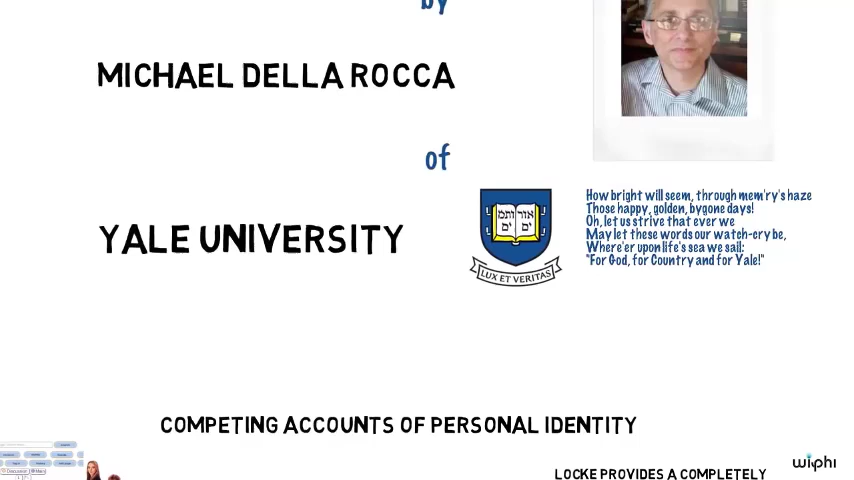 by
MICHAEL DELLA ROCCA
of
YALE UNIVERSITY
אורים
ותמים
LUX ET VERITAS
How bright will seem, through mem'ry's haze
Those happy, golden, bygone days!
Oh, let us strive that ever we
May let these words our watch-cry be,
Where'er upon life's sea we sail:
"For God, for Country and for Yale!"
COMPETING ACCOUNTS OF PERSONAL IDENTITY
LOCKE PROVIDES A COMPLETELY
wiphi